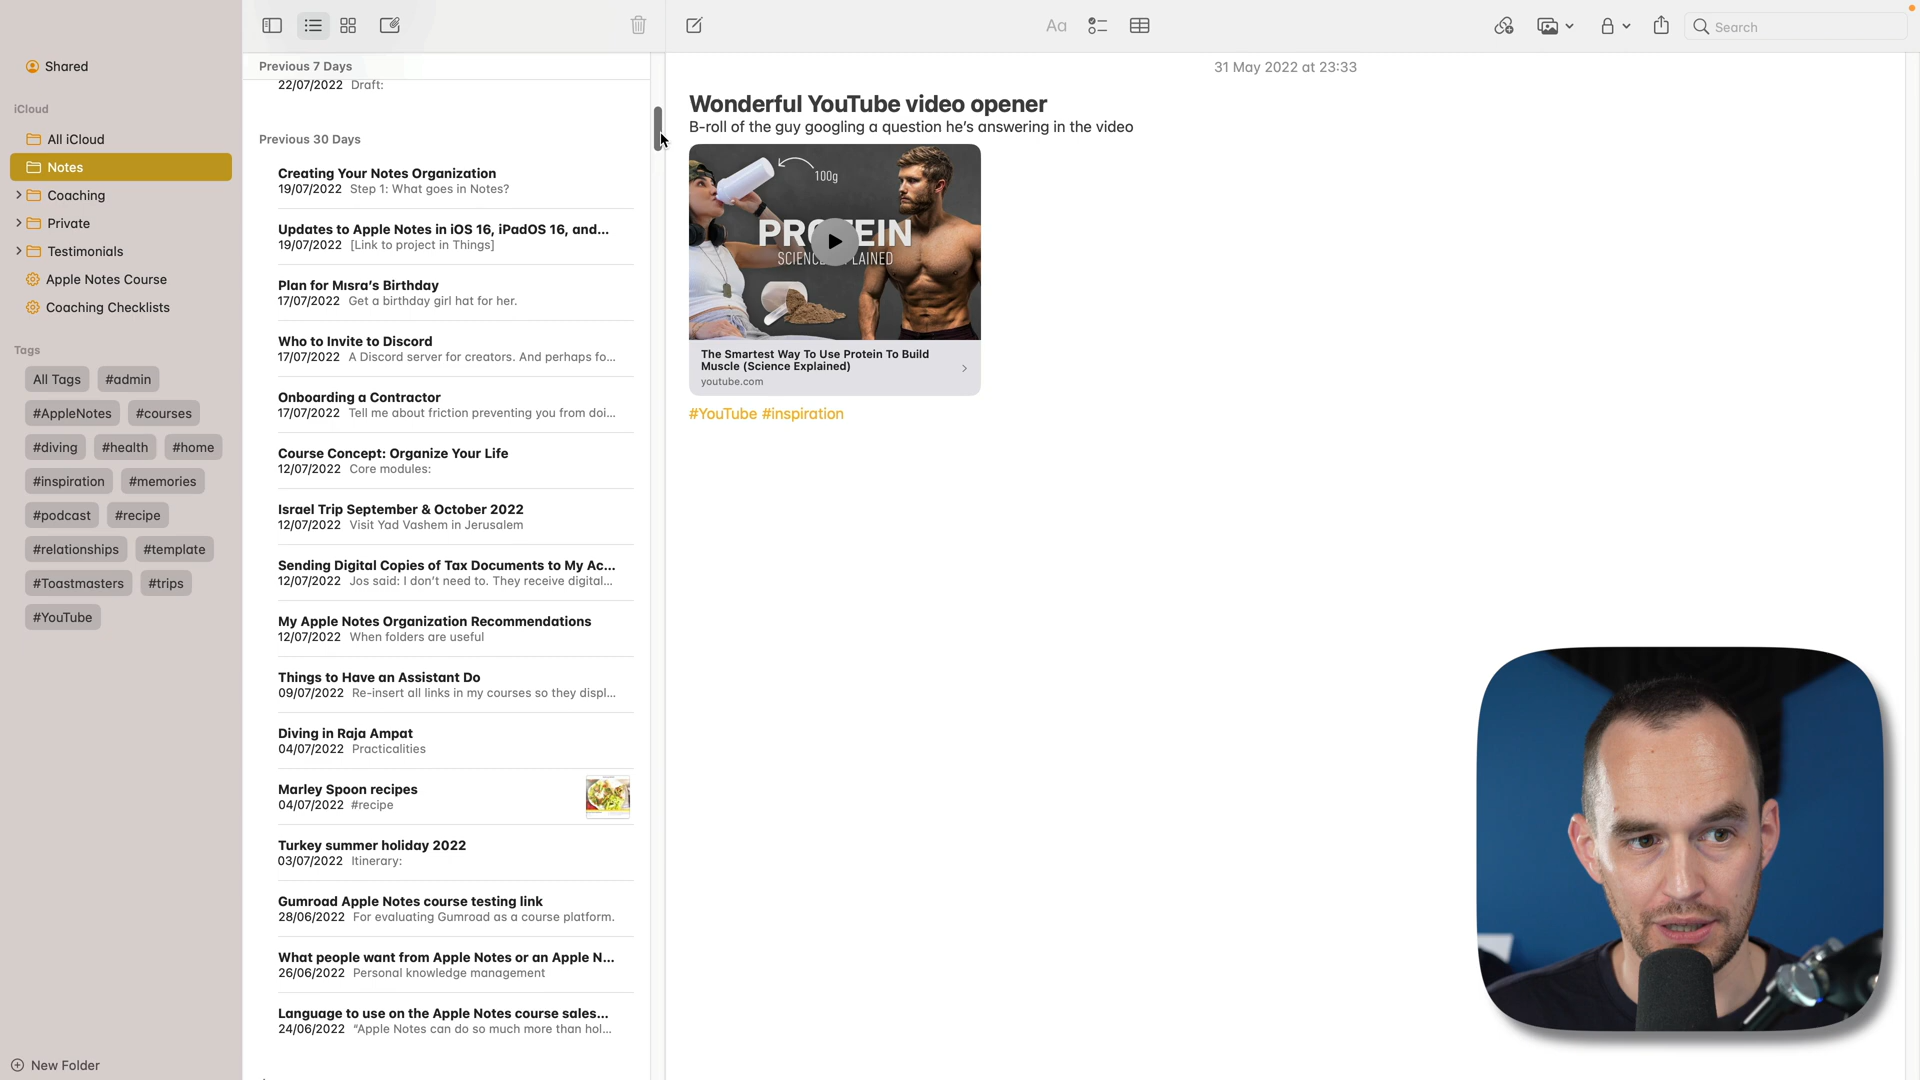 Shared
iCloud
All iCloud
Notes
Coaching
Private
Testimonials
Apple Notes Course
Coaching Checklists
Tags
All Tags #admin
#AppleNotes #courses
#diving #health #home
#inspiration #memories
#podcast #recipe
#relationships #template
#Toastmasters #trips
#YouTube
New Folder
Previous 7 Days
22/07/2022 Draft:
Previous 30 Days
Creating Your Notes Organization
19/07/2022 Step 1: What goes in Notes?
Updates to Apple Notes in iOS 16, iPadOS 16, and...
19/07/2022 [Link to project in Things]
Plan for Mısra's Birthday
17/07/2022 Get a birthday girl hat for her.
Who to Invite to Discord
17/07/2022 A Discord server for creators. And perhaps fo...
Onboarding a Contractor
17/07/2022 Tell me about friction preventing you from doi...
Course Concept: Organize Your Life
12/07/2022 Core modules:
Israel Trip September & October 2022
12/07/2022 Visit Yad Vashem in Jerusalem
Sending Digital Copies of Tax Documents to My Ac...
12/07/2022 Jos said: I don't need to. They receive digital...
My Apple Notes Organization Recommendations
12/07/2022 When folders are useful
Things to Have an Assistant Do
09/07/2022 Re-insert all links in my courses so they displ...
Diving in Raja Ampat
04/07/2022 Practicalities
Marley Spoon recipes
04/07/2022 #recipe
Turkey summer holiday 2022
03/07/2022 Itinerary:
Gumroad Apple Notes course testing link
28/06/2022 For evaluating Gumroad as a course platform.
What people want from Apple Notes or an Apple N...
26/06/2022 Personal knowledge management
Language to use on the Apple Notes course sales...
24/06/2022 “Apple Notes can do so much more than hol...
Aa
Search
31 May 2022 at 23:33
Wonderful YouTube video opener
B-roll of the guy googling a question he's answering in the video
100g
PROTEIN
SCIENCE EXPLAINED
The Smartest Way To Use Protein To Build
Muscle (Science Explained)
youtube.com
#YouTube #inspiration